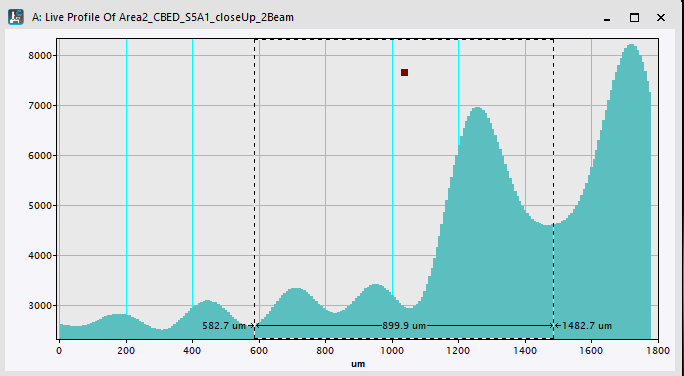 A: Live Profile Of Area2_CBED_S5A1_closeUp_2Beam
8000
7000
6000
5000
4000
3000
582.7 um
899.9 um
1482.7 um
0 200 400 600 800 1000 1200 1400 1600 1800
um